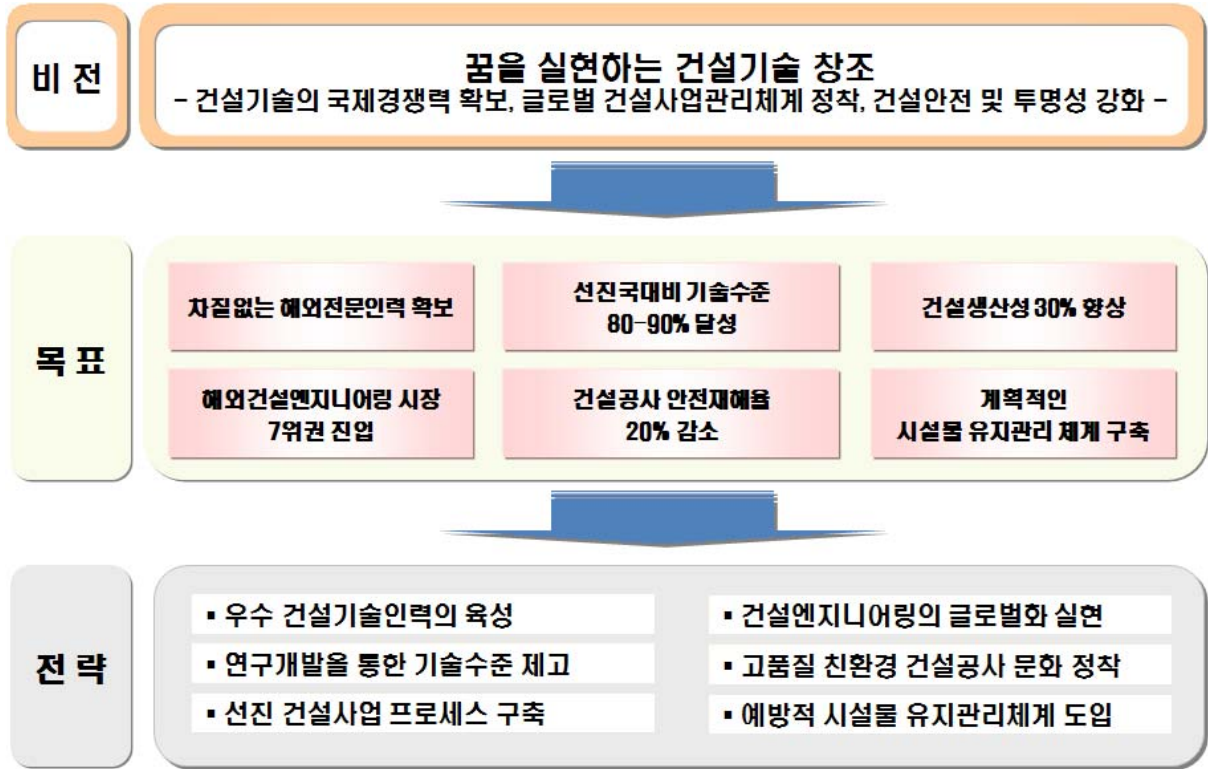 비 전
꿈을 실현하는 건설기술 창조
- 건설기술의 국제경쟁력 확보, 글로벌 건설사업관리체계 정착, 건설안전 및 투명성 강화 -
목 표
차질없는 해외전문인력 확보
선진국대비 기술수준
80-90% 달성
건설생산성 30% 향상
해외건설엔지니어링 시장
7위권 진입
건설공사 안전재해율
20% 감소
계획적인
시설물 유지관리 체계 구축
전 략
▪ 우수 건설기술인력의 육성
▪ 연구개발을 통한 기술수준 제고
▪ 선진 건설사업 프로세스 구축
▪ 건설엔지니어링의 글로벌화 실현
▪ 고품질 친환경 건설공사 문화 정착
▪ 예방적 시설물 유지관리체계 도입